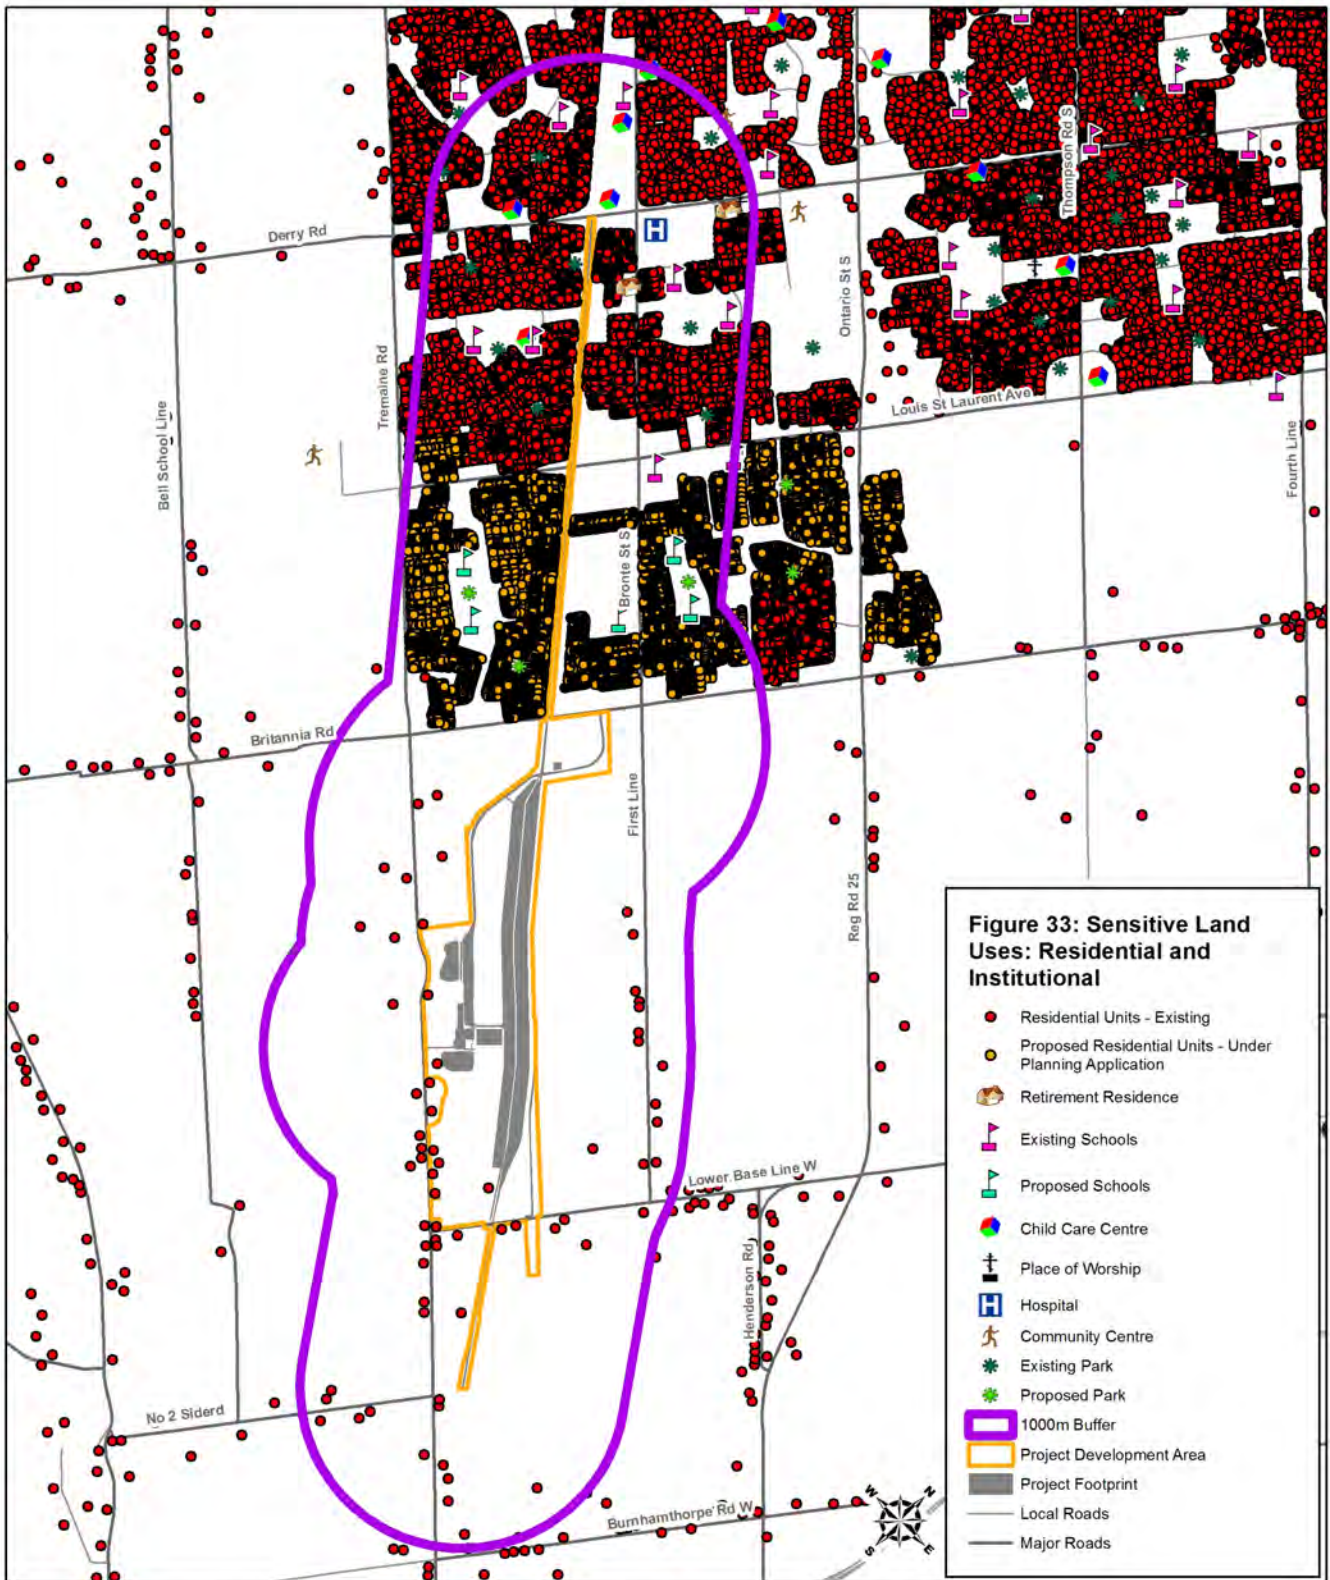 Thompson Rd S
Derry Rd
Ontario St S
Tremaine Rd
Louis St Laurent Ave
Bell School Line
Fourth Line
Bronte St S
Britannia Rd
First Line
Reg Rd 25
Figure 33: Sensitive Land
Uses: Residential and
Institutional
Residential Units - Existing
Proposed Residential Units - Under
Planning Application
Retirement Residence
Existing Schools
Proposed Schools
Child Care Centre
Place of Worship
H Hospital
Community Centre
Existing Park
Proposed Park
1000m Buffer
Project Development Area
Project Footprint
Local Roads
Major Roads
H
Lower Base Line W
Henderson Rd
No 2 Siderd
Burnhamthorpe Rd W
W N
S E